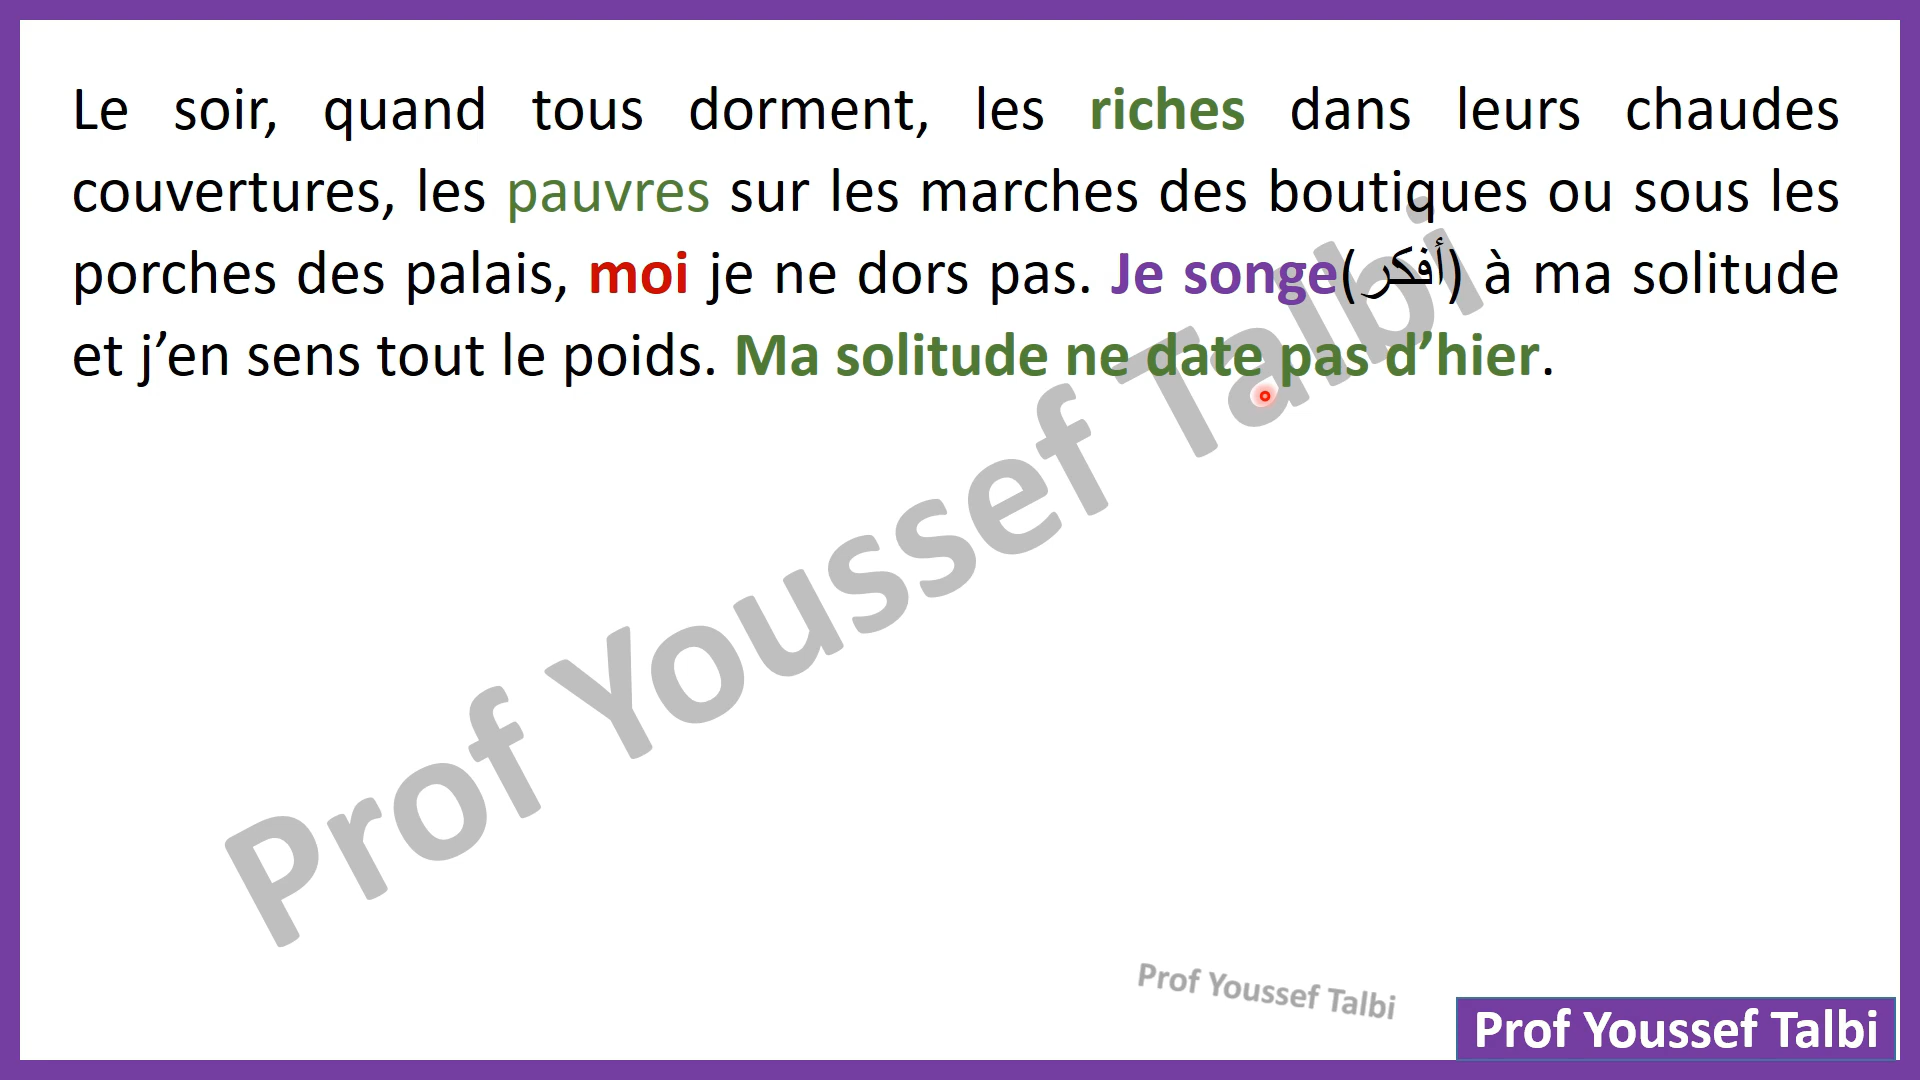 Le soir, quand tous dorment, les riches dans leurs chaudes
couvertures, les pauvres sur les marches des boutiques ou sous les
porches des palais, moi je ne dors pas. Je songe(أفكر) à ma solitude
et j’en sens tout le poids. Ma solitude ne date pas d’hier.
Prof Youssef Talbi
Prof Youssef Talbi
Prof Youssef Talbi